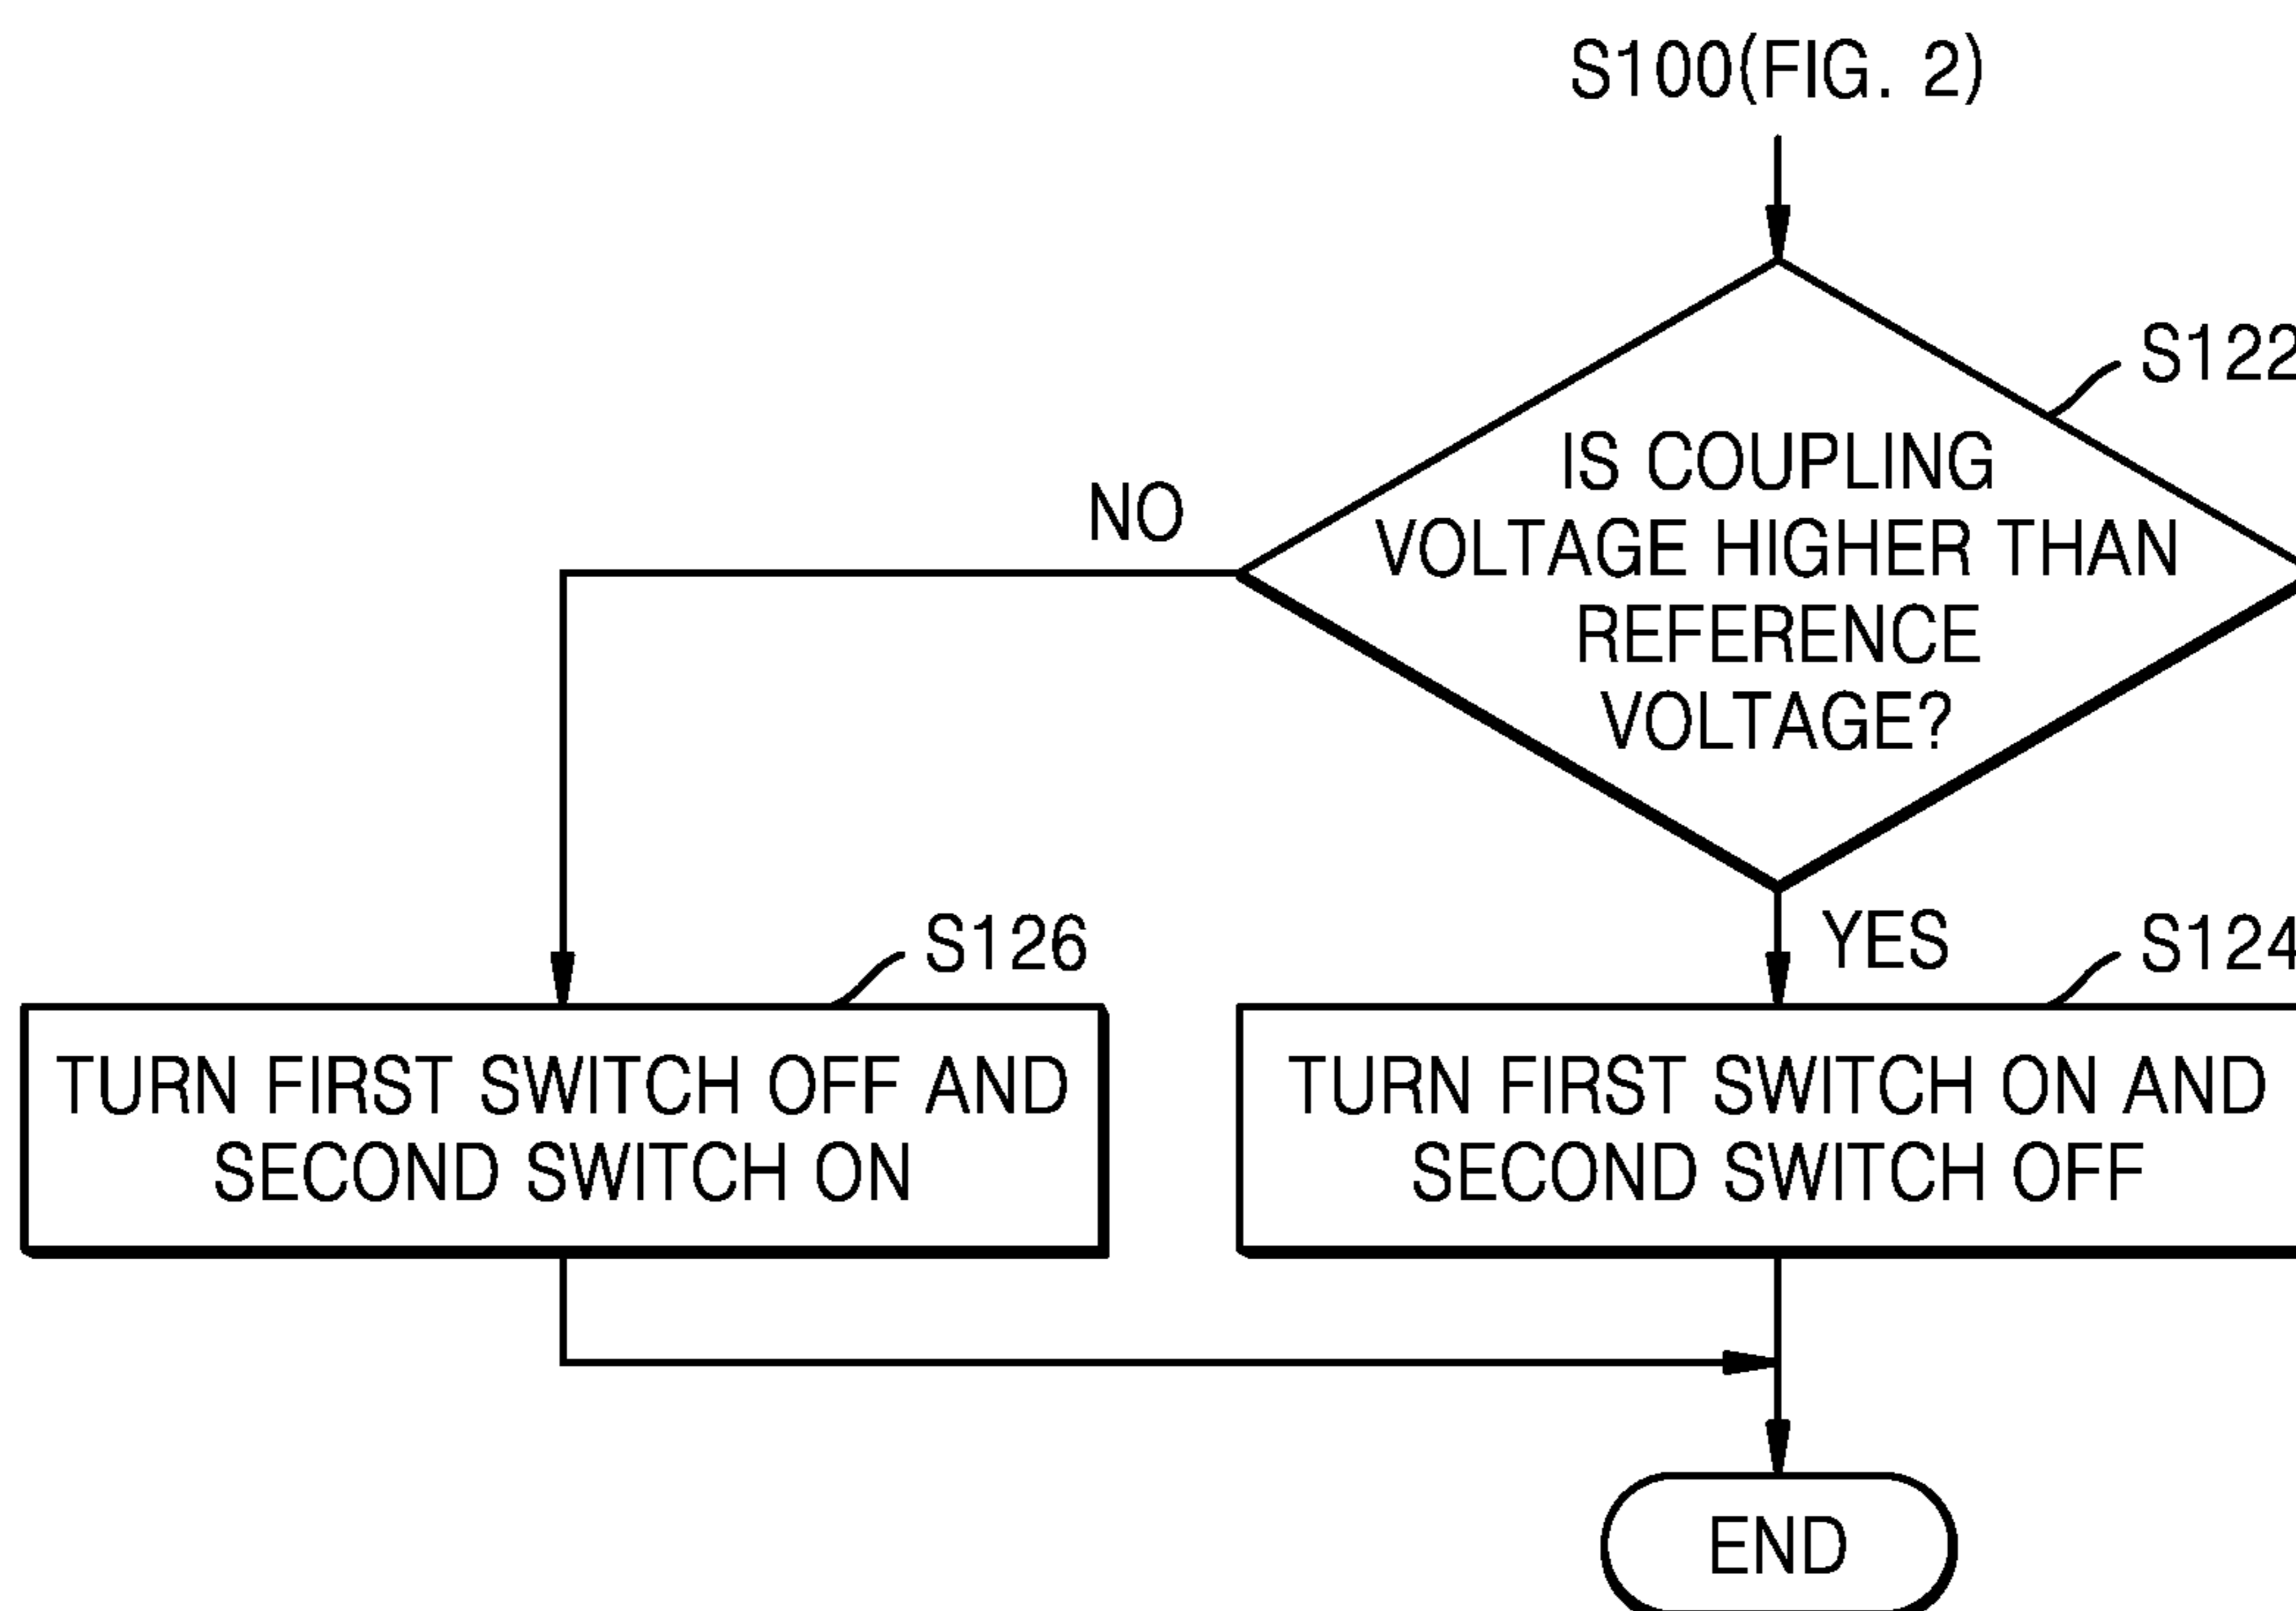 S100(FIG. 2)
S122
IS COUPLING
VOLTAGE HIGHER THAN
REFERENCE
VOLTAGE?
NO
YES
S126
S124
TURN FIRST SWITCH OFF AND
SECOND SWITCH ON
TURN FIRST SWITCH ON AND
SECOND SWITCH OFF
END